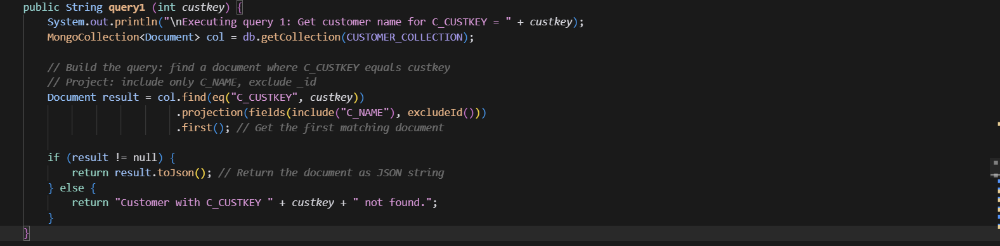 public String query1 (int custkey) {
System.out.println("\nExecuting query 1: Get customer name for C_CUSTKEY = " + custkey);
MongoCollection<Document> col = db.getCollection(CUSTOMER_COLLECTION);
// Build the query: find a document where C_CUSTKEY equals custkey
// Project: include only C_NAME, exclude _id
Document result = col.find(eq("C_CUSTKEY", custkey))
.projection(fields(include("C_NAME"), excludeId()))
.first(); // Get the first matching document
if (result != null) {
return result.toJson(); // Return the document as JSON string
} else {
return "Customer with C_CUSTKEY " + custkey + " not found.";
}
}